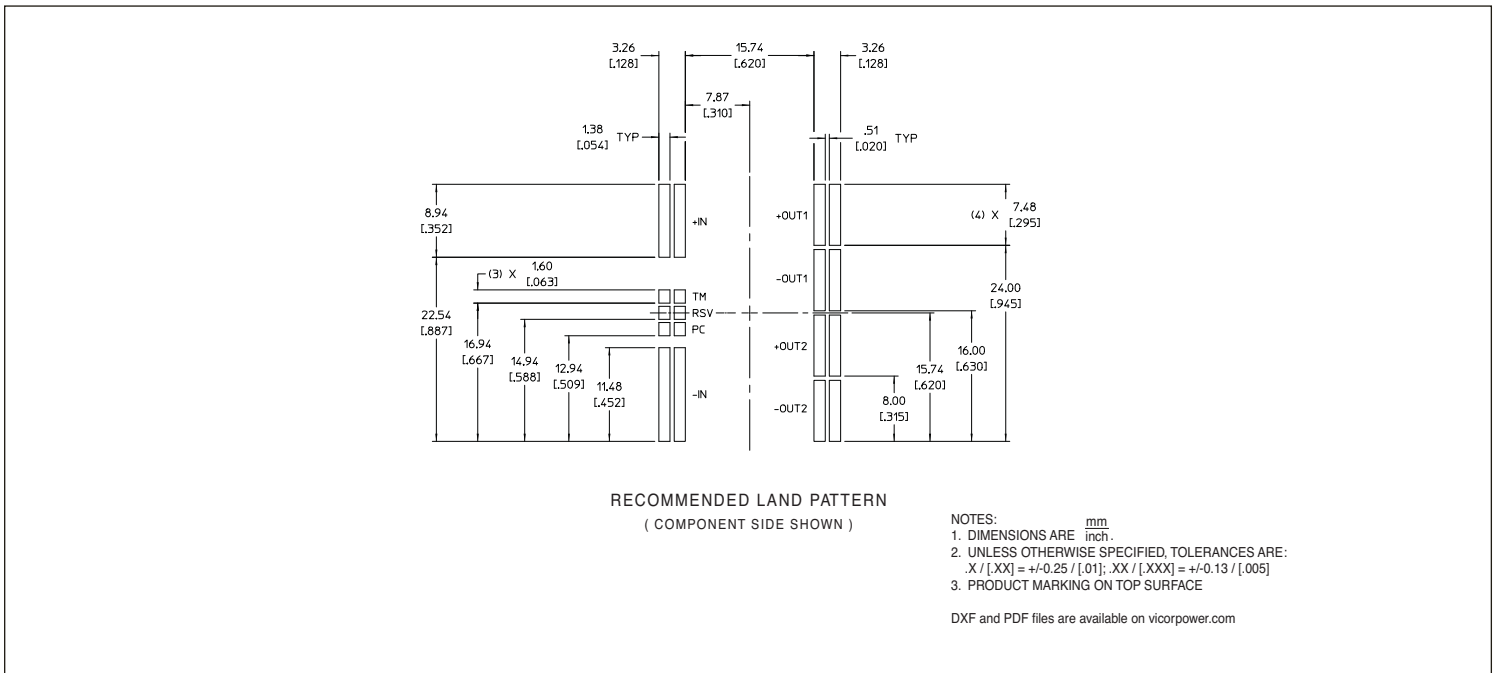 3.26
[.128]
15.74
[.620]
3.26
[.128]
7.87
[.310]
1.38
[.054]
TYP
.51
[.020]
TYP
8.94
[.352]
+IN
+OUT1
(4) X
7.48
[.295]
(3) X
1.60
[.063]
-OUT1
24.00
[.945]
TM
RSV
PC
22.54
[.887]
16.94
[.667]
14.94
[.588]
12.94
[.509]
11.48
[.452]
-IN
+OUT2
16.00
[.630]
15.74
[.620]
8.00
[.315]
-OUT2
RECOMMENDED LAND PATTERN
( COMPONENT SIDE SHOWN )
NOTES:
1. DIMENSIONS ARE mm / inch.
2. UNLESS OTHERWISE SPECIFIED, TOLERANCES ARE:
.X / [.XX] = +/-0.25 / [.01]; .XX / [.XXX] = +/-0.13 / [.005]
3. PRODUCT MARKING ON TOP SURFACE
DXF and PDF files are available on vicorpower.com